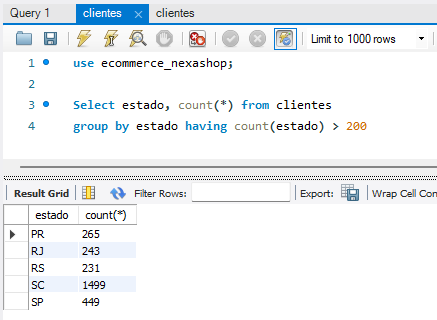 Query 1
clientes
clientes
Limit to 1000 rows
1 use ecommerce_nexashop;
2
3 Select estado, count(*) from clientes
4 group by estado having count(estado) > 200
Result Grid Filter Rows: Export: Wrap Cell Con
estado count(*)
PR 265
RJ 243
RS 231
SC 1499
SP 449